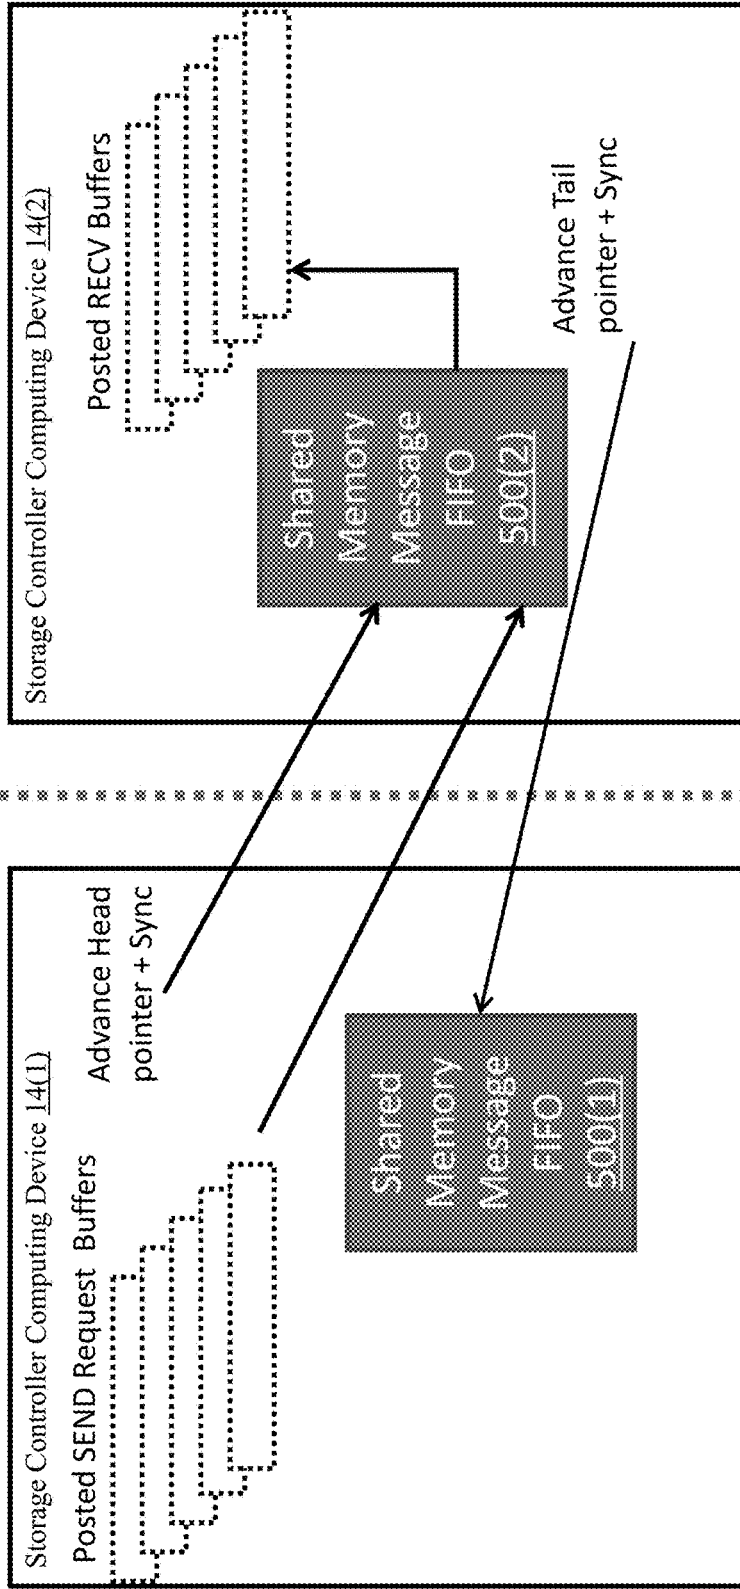 Storage Controller Computing Device 14(1)
Posted SEND Request Buffers
Advance Head
pointer + Sync
Shared
Memory
Message
FIFO
500(1)
Storage Controller Computing Device 14(2)
Posted RECV Buffers
Shared
Memory
Message
FIFO
500(2)
Advance Tail
pointer + Sync